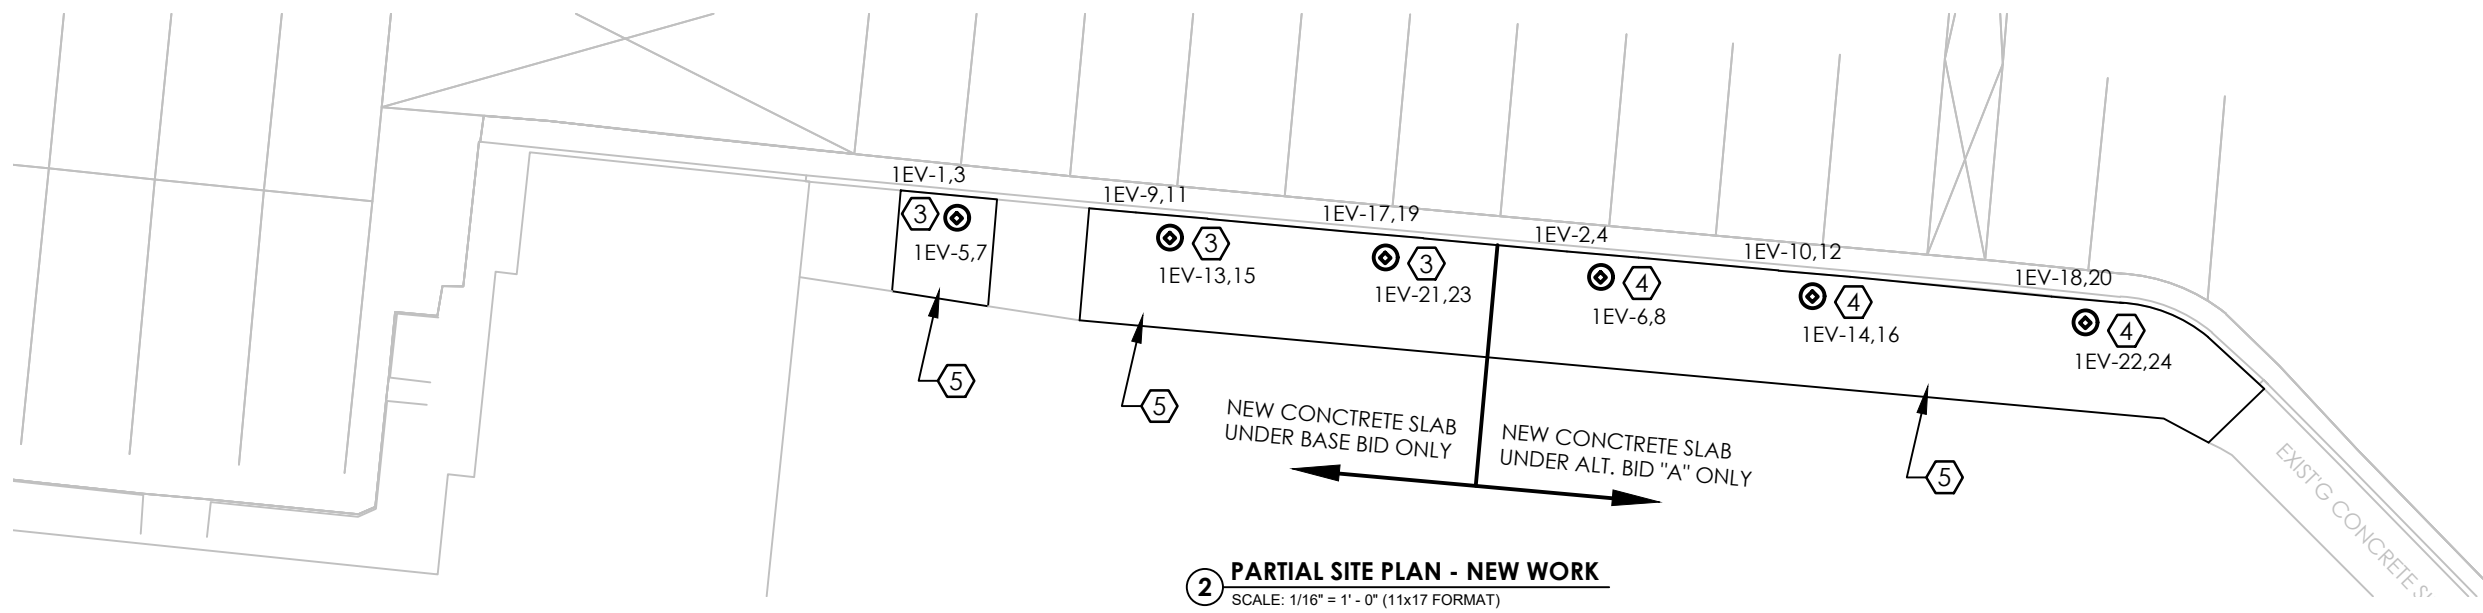 1EV-1,3
3
1EV-5,7
5
1EV-9,11
3
1EV-13,15
5
1EV-17,19
3
1EV-21,23
1EV-2,4
4
1EV-6,8
1EV-10,12
4
1EV-14,16
1EV-18,20
4
1EV-22,24
5
NEW CONCTRETE SLAB
UNDER BASE BID ONLY
NEW CONCTRETE SLAB
UNDER ALT. BID "A" ONLY
EXIST'G CONCRETE
2
PARTIAL SITE PLAN - NEW WORK
SCALE: 1/16" = 1' - 0" (11x17 FORMAT)